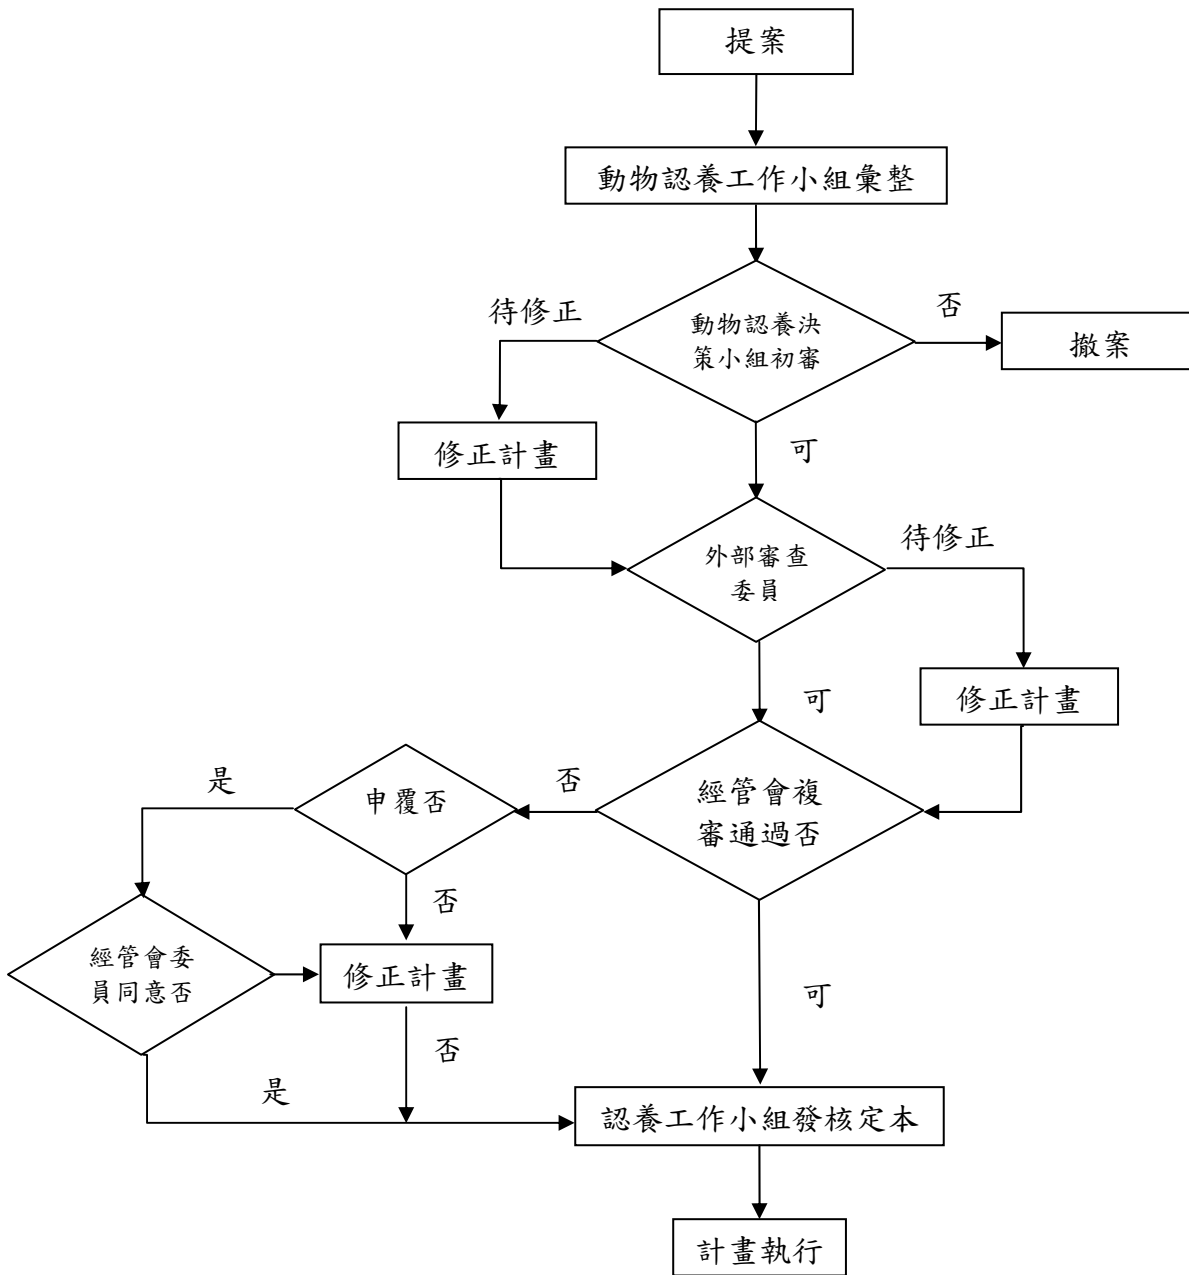 提案
動物認養工作小組彙整
待修正
動物認養決
策小組初審
否
撤案
修正計畫
可
外部審查
委員
待修正
修正計畫
可
是
申覆否
否
經管會複
審通過否
否
經管會委
員同意否
修正計畫
可
否
是
認養工作小組發核定本
計畫執行